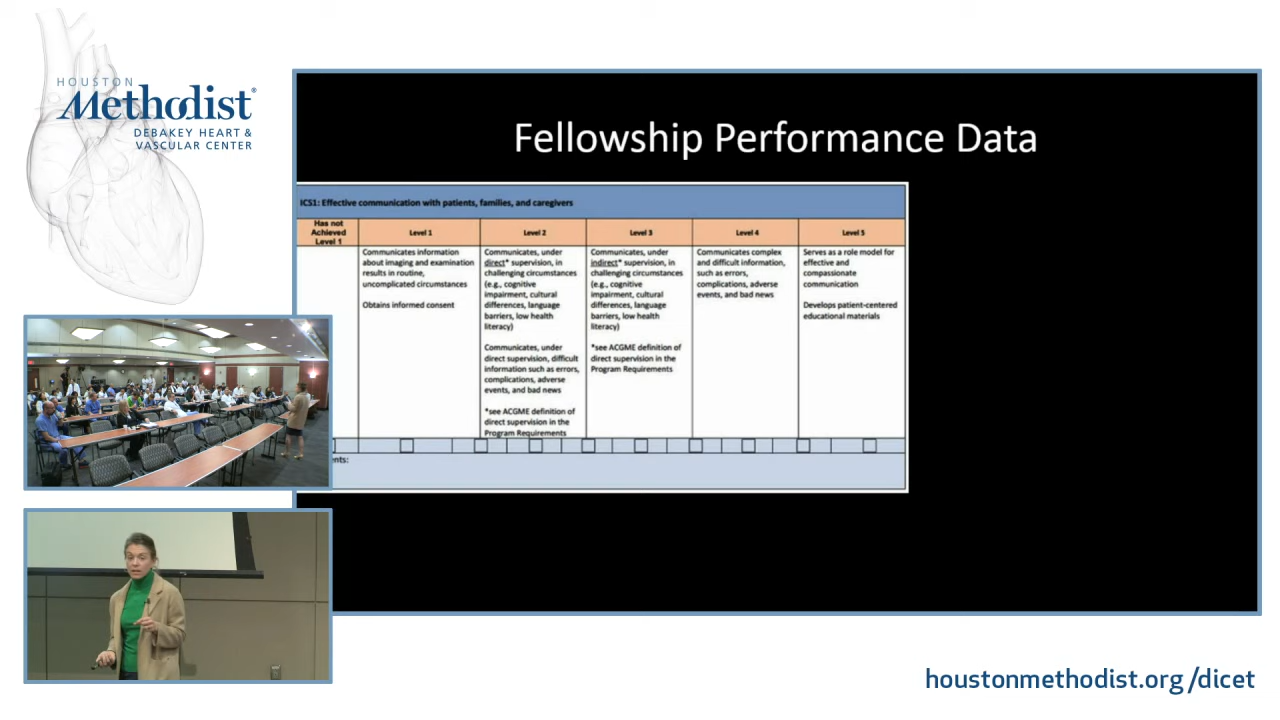 HOUSTON
Methodist®
DEBAKEY HEART &
VASCULAR CENTER
Fellowship Performance Data
ICS1: Effective communication with patients, families, and caregivers
Has not
Achieved
Level 1
Level 1
Level 2
Level 3
Level 4
Level 5
Communicates information
about imaging and examination
results in routine,
uncomplicated circumstances
Obtains informed consent
Communicates, under
direct* supervision, in
challenging circumstances
(e.g., cognitive
impairment, cultural
differences, language
barriers, low health
literacy)
Communicates, under
direct supervision, difficult
information such as errors,
complications, adverse
events, and bad news
*see ACGME definition of
direct supervision in the
Program Requirements
Communicates, under
indirect* supervision, in
challenging circumstances
(e.g., cognitive
impairment, cultural
differences, language
barriers, low health
literacy)
*see ACGME definition of
direct supervision in the
Program Requirements
Communicates complex
and difficult information,
such as errors,
complications, adverse
events, and bad news
Serves as a role model for
effective and
compassionate
communication
Develops patient-centered
educational materials
nts:
houstonmethodist.org/dicet